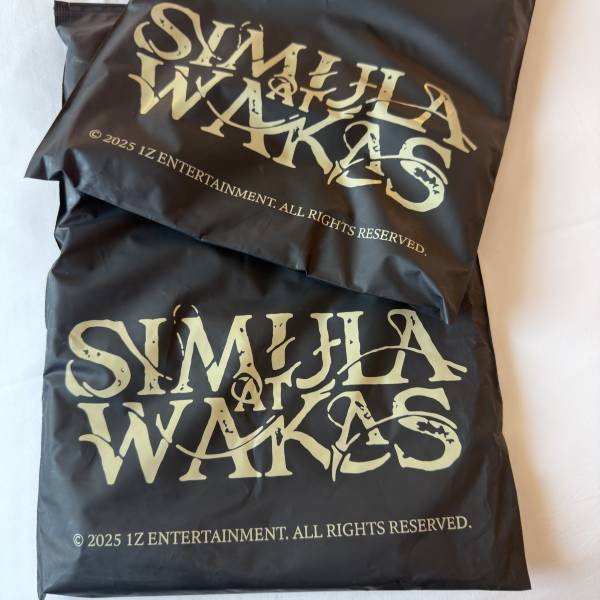 SIMULA
AT
WAKAS
© 2025 1Z ENTERTAINMENT. ALL RIGHTS RESERVED.
SIMULA
AT
WAKAS
© 2025 1Z ENTERTAINMENT. ALL RIGHTS RESERVED.